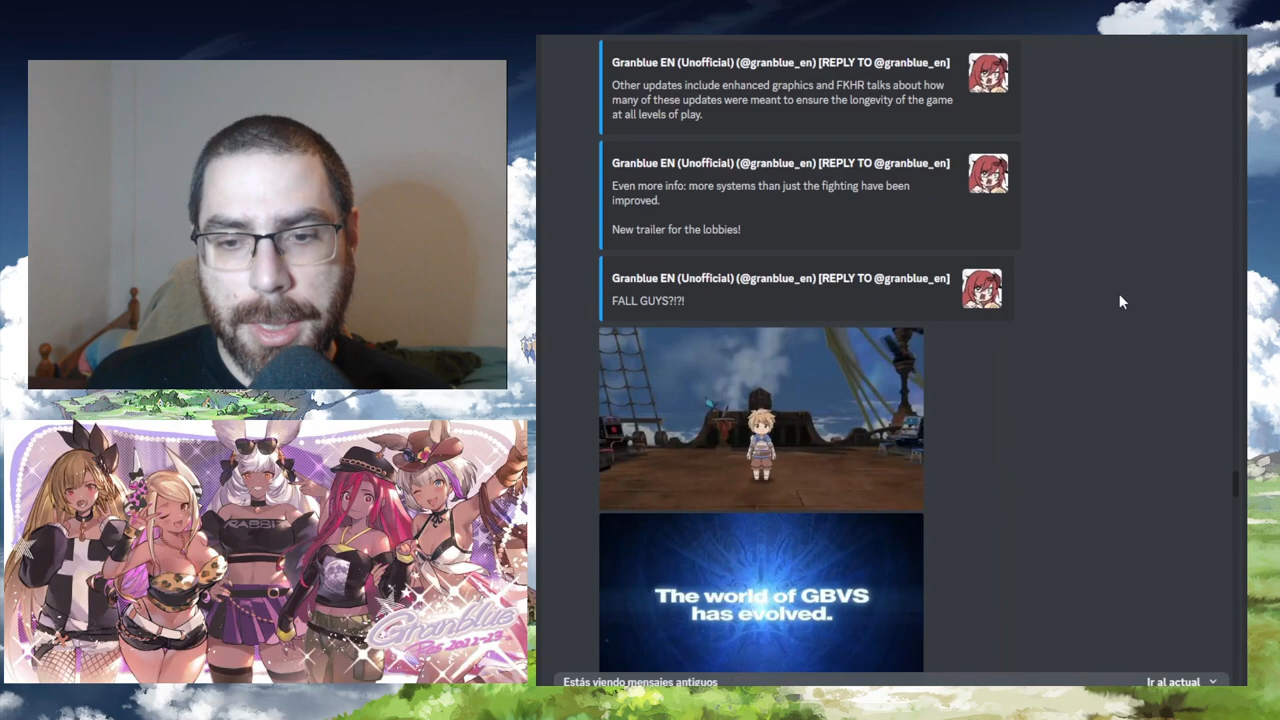 Granblue EN (Unofficial) (@granblue_en) [REPLY TO @granblue_en]
Other updates include enhanced graphics and FKHR talks about how
many of these updates were meant to ensure the longevity of the game
at all levels of play.
Granblue EN (Unofficial) (@granblue_en) [REPLY TO @granblue_en]
Even more info: more systems than just the fighting have been
improved.
New trailer for the lobbies!
Granblue EN (Unofficial) (@granblue_en) [REPLY TO @granblue_en]
FALL GUYS?!?!
The world of GBVS
has evolved.
Estás viendo mensajes antiguos
Ir al actual
RABBIT
Granblue
Fes 2022-23